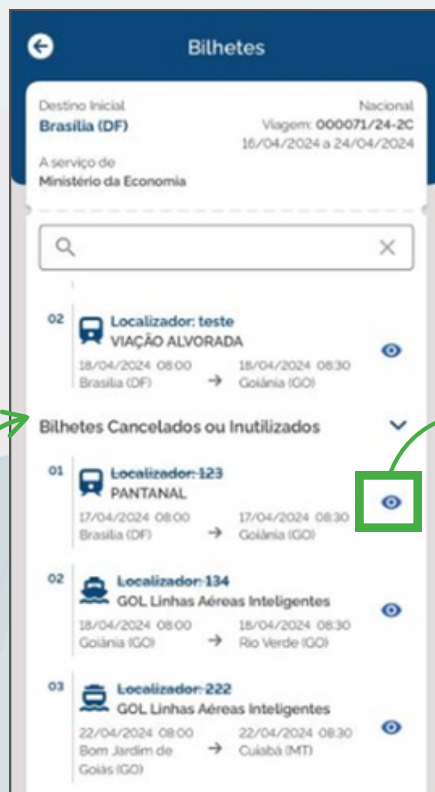 Bilhetes
Destino Inicial
Nacional
Brasília (DF)
Viagem: 000071/24-2C
16/04/2024 a 24/04/2024
A serviço de
Ministério da Economia
02
Localizador: teste
VIAÇÃO ALVORADA
18/04/2024 08:00
18/04/2024 08:30
Brasília (DF) → Goiânia (GO)
Bilhetes Cancelados ou Inutilizados
01
Localizador: 123
PANTANAL
17/04/2024 08:00
17/04/2024 08:30
Brasília (DF) → Goiânia (GO)
02
Localizador: 134
GOL Linhas Aéreas Inteligentes
18/04/2024 08:00
18/04/2024 08:30
Goiânia (GO) → Rio Verde (GO)
03
Localizador: 222
GOL Linhas Aéreas Inteligentes
22/04/2024 08:00
22/04/2024 08:30
Bom Jardim de Goiás (GO) → Cuiabá (MT)